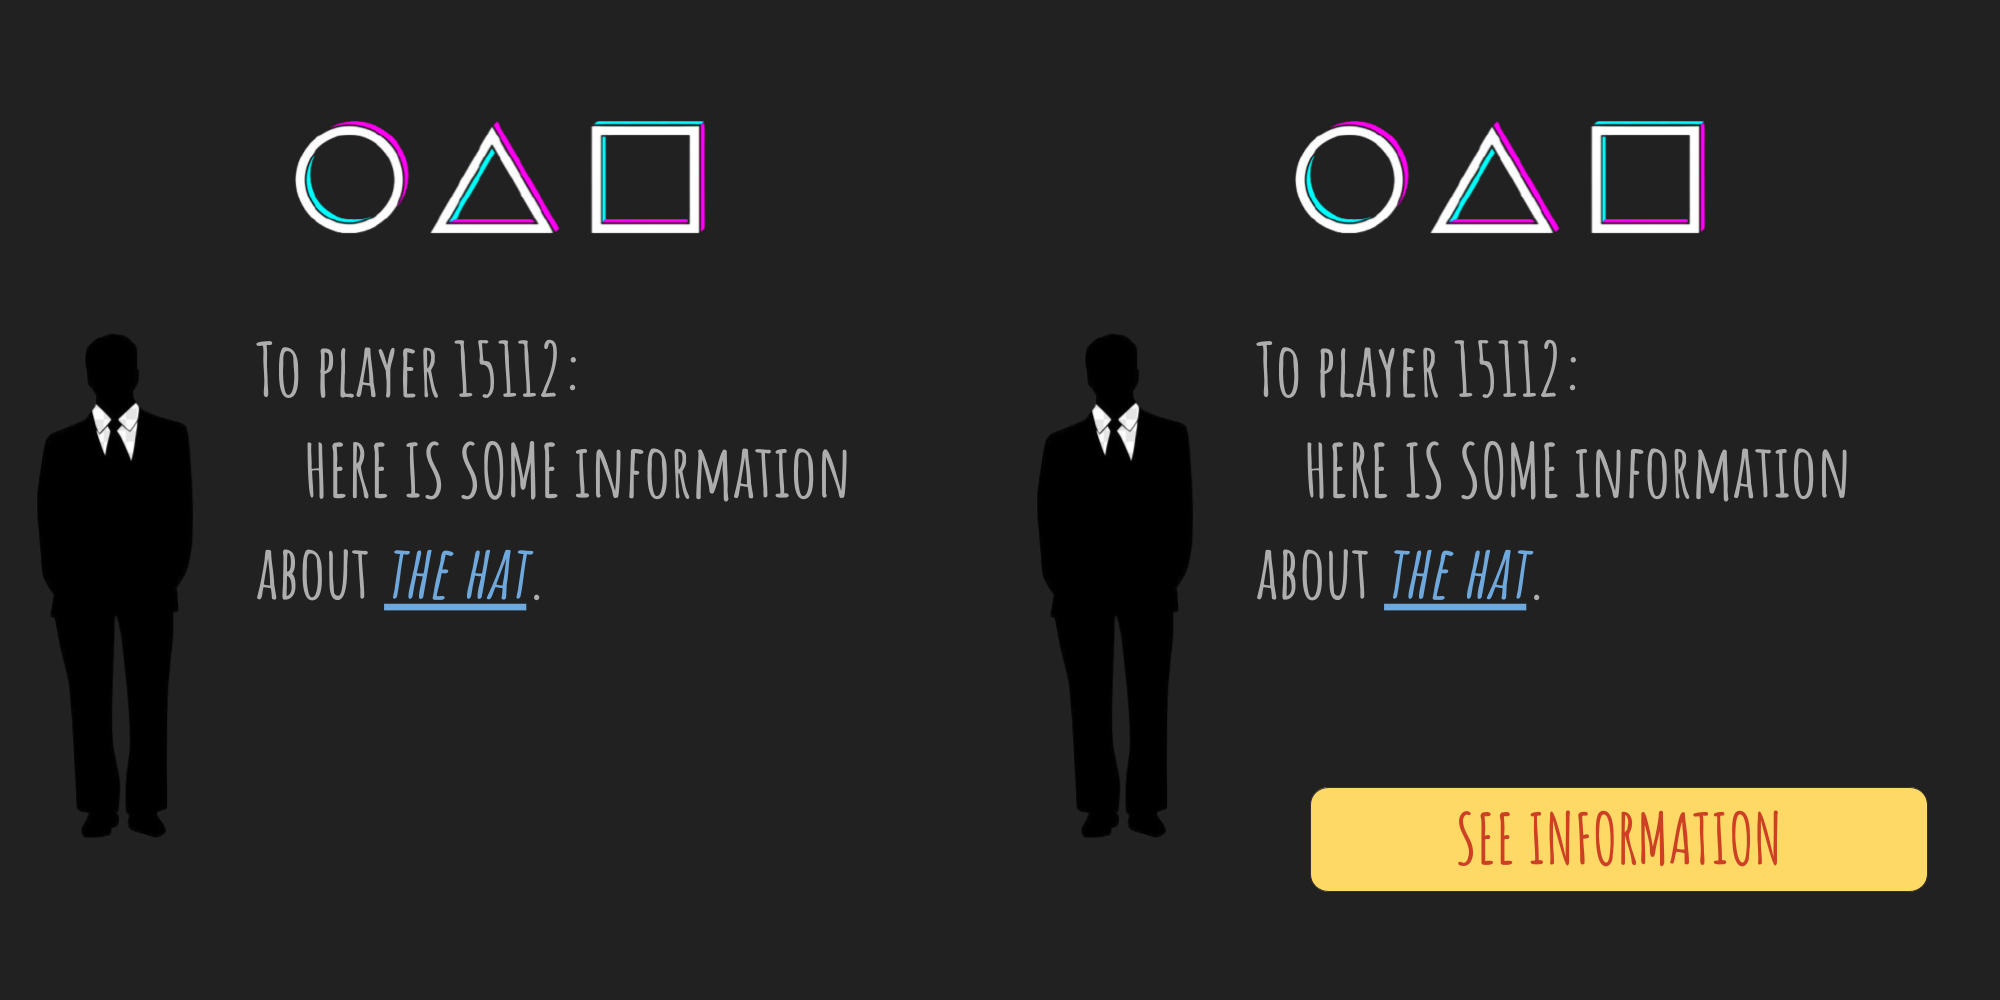 To player 15112:
HERE IS SOME information
about THE HAT.
To player 15112:
HERE IS SOME information
about THE HAT.
SEE INFORMATION